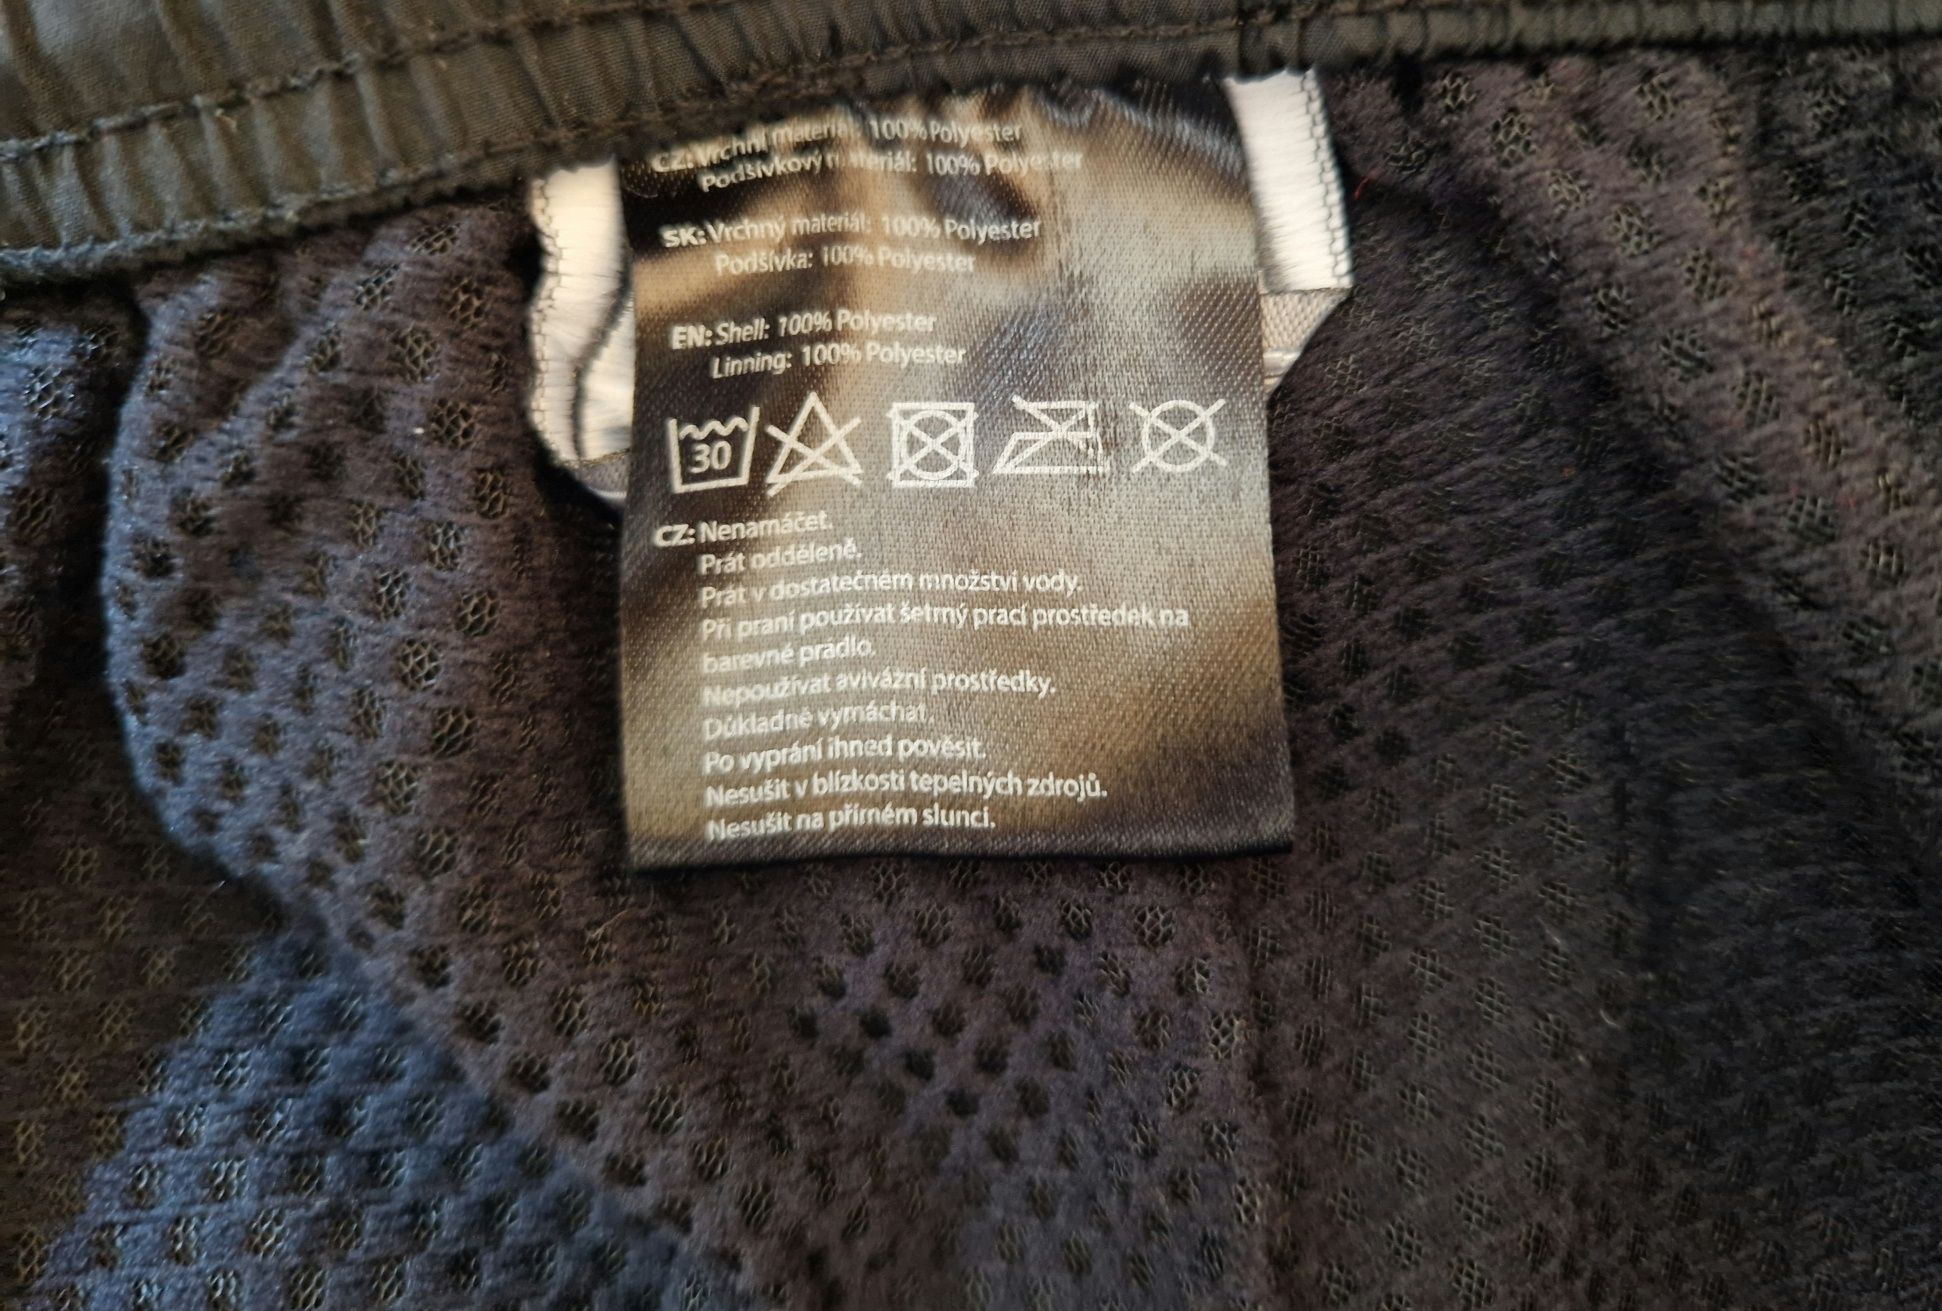 CZ: Vrchní materiál: 100% Polyester
Podšívkový materiál: 100% Polyester
SK: Vrchný materiál: 100% Polyester
Podšívka: 100% Polyester
EN: Shell: 100% Polyester
Linning: 100% Polyester
30
CZ: Nenamáčet.
Prát odděleně.
Prát v dostatečném množství vody.
Při praní používat šetrný prací prostředek na
barevné pradlo.
Nepoužívat avivázní prostředky.
Důkladně vymáchat.
Po vyprání ihned pověsit.
Nesušit v blízkosti tepelných zdrojů.
Nesušit na přímém slunci.